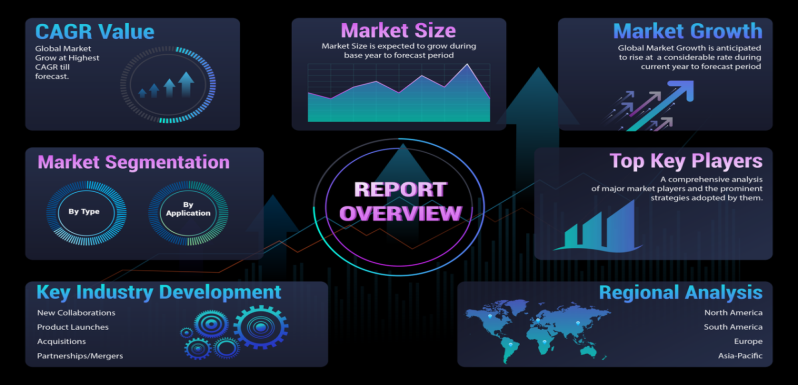 CAGR Value
Global Market
Grow at Highest
CAGR till
forecast.
Market Size
Market Size is expected to grow during
base year to forecast period
Market Growth
Global Market Growth is anticipated
to rise at a considerable rate during
current year to forecast period
Market Segmentation
By Type
By
Application
REPORT
OVERVIEW
Top Key Players
A comprehensive analysis
of major market players and the prominent
strategies adopted by them.
Key Industry Development
New Collaborations
Product Launches
Acquisitions
Partnerships/Mergers
Regional Analysis
North America
South America
Europe
Asia-Pacific